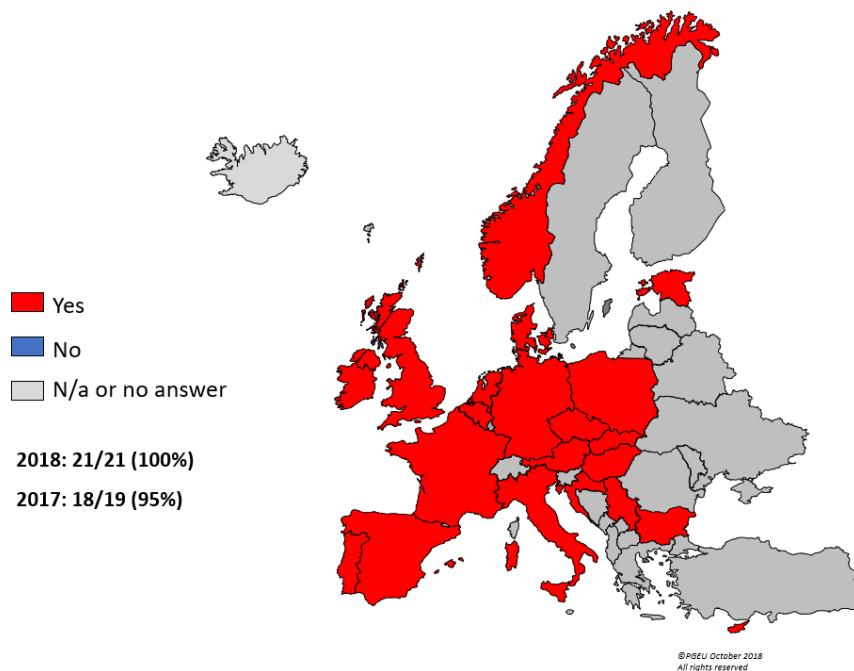 Yes
No
N/a or no answer
2018: 21/21 (100%)
2017: 18/19 (95%)
©PGEU October 2018
All rights reserved